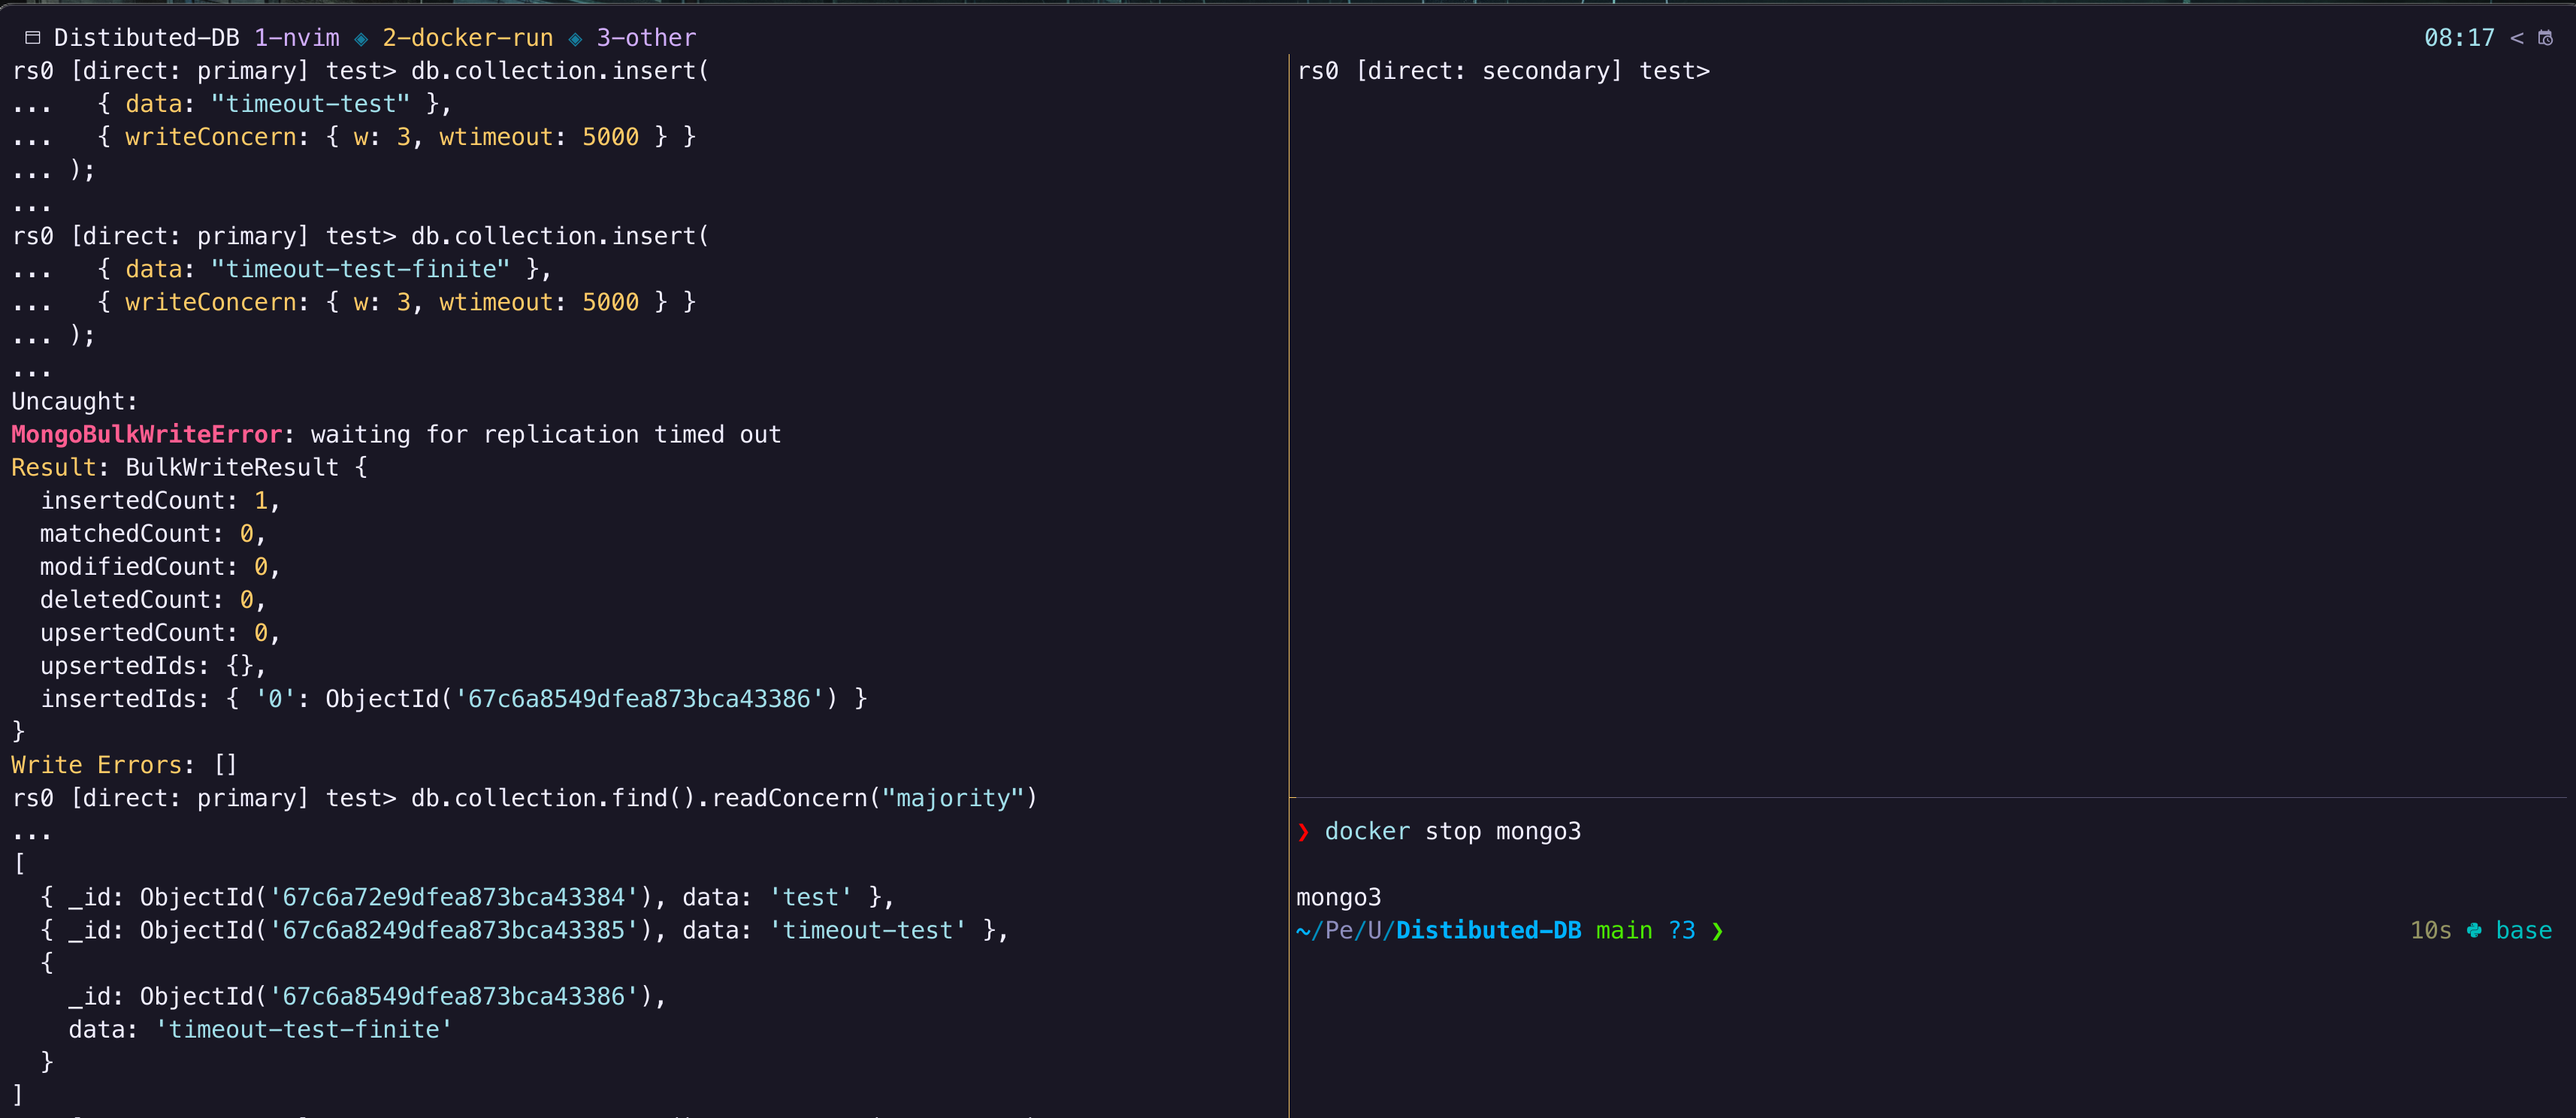 Distibuted-DB 1-nvim ◈ 2-docker-run ◈ 3-other
08:17 <
rs0 [direct: primary] test> db.collection.insert(
...   { data: "timeout-test" },
...   { writeConcern: { w: 3, wtimeout: 5000 } }
... );
...
rs0 [direct: primary] test> db.collection.insert(
...   { data: "timeout-test-finite" },
...   { writeConcern: { w: 3, wtimeout: 5000 } }
... );
...
Uncaught:
MongoBulkWriteError: waiting for replication timed out
Result: BulkWriteResult {
  insertedCount: 1,
  matchedCount: 0,
  modifiedCount: 0,
  deletedCount: 0,
  upsertedCount: 0,
  upsertedIds: {},
  insertedIds: { '0': ObjectId('67c6a8549dfea873bca43386') }
}
Write Errors: []
rs0 [direct: primary] test> db.collection.find().readConcern("majority")
...
[
  { _id: ObjectId('67c6a72e9dfea873bca43384'), data: 'test' },
  { _id: ObjectId('67c6a8249dfea873bca43385'), data: 'timeout-test' },
  {
    _id: ObjectId('67c6a8549dfea873bca43386'),
    data: 'timeout-test-finite'
  }
]
rs0 [direct: secondary] test>
❯ docker stop mongo3
mongo3
~/Pe/U/Distibuted-DB main ?3 ❯
10s base